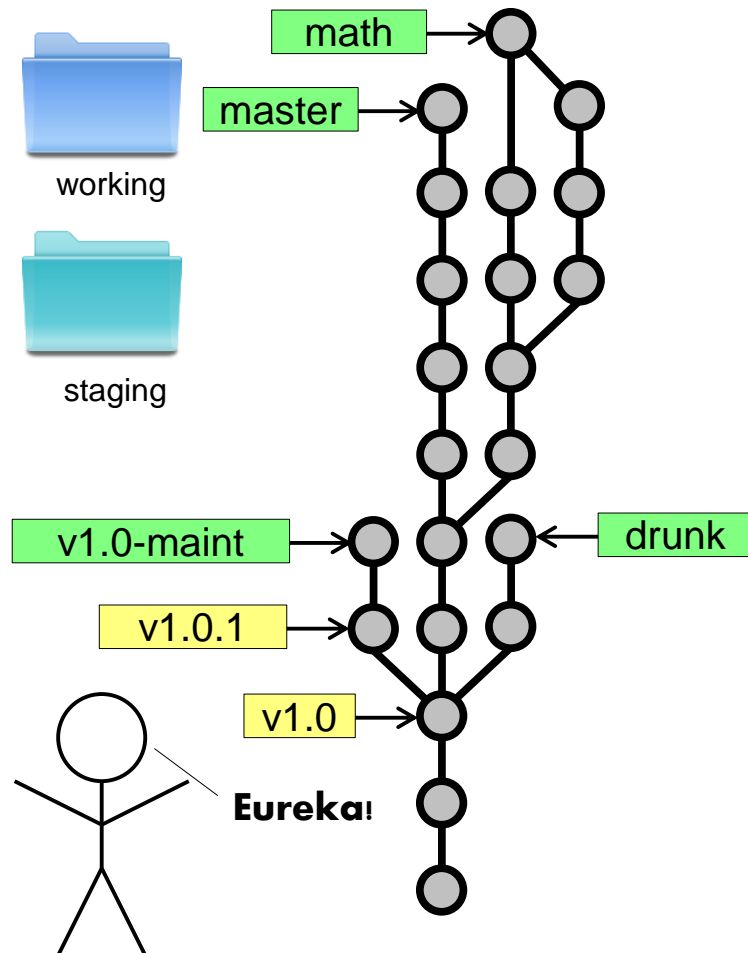 math
master
working
staging
v1.0-maint
drunk
v1.0.1
v1.0
Eureka!